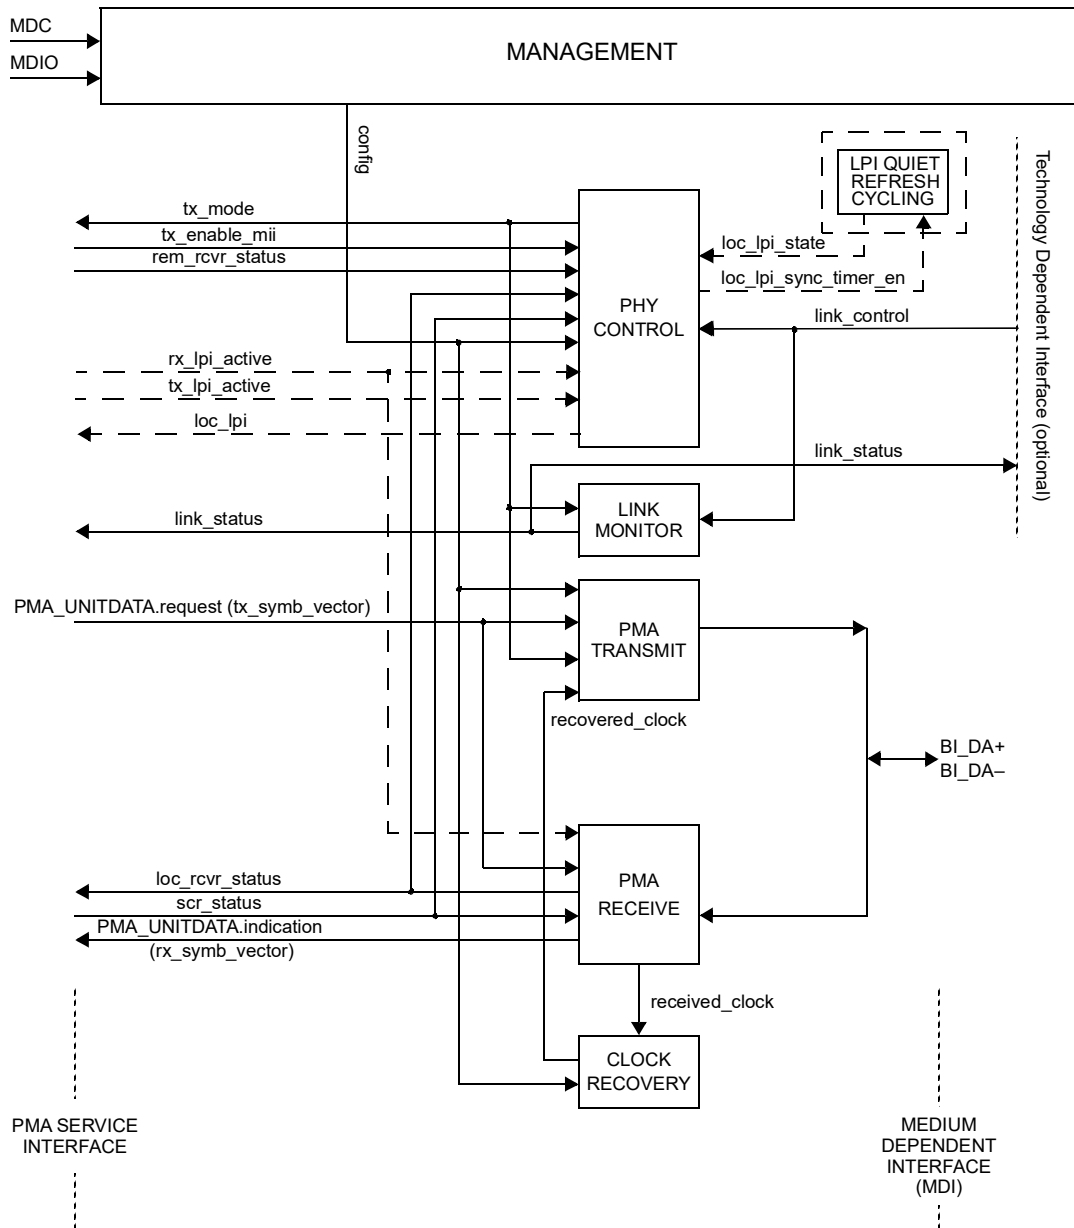 MDC
MDIO
MANAGEMENT
config
LPI QUIET
REFRESH
CYCLING
Technology Dependent Interface (optional)
tx_mode
tx_enable_mii
rem_rcvr_status
loc_lpi_state
loc_lpi_sync_timer_en
PHY
CONTROL
link_control
rx_lpi_active
tx_lpi_active
loc_lpi
link_status
LINK
MONITOR
link_status
PMA_UNITDATA.request (tx_symb_vector)
PMA
TRANSMIT
recovered_clock
BI_DA+
BI_DA–
PMA
RECEIVE
loc_rcvr_status
scr_status
PMA_UNITDATA.indication
(rx_symb_vector)
received_clock
CLOCK
RECOVERY
PMA SERVICE
INTERFACE
MEDIUM
DEPENDENT
INTERFACE
(MDI)